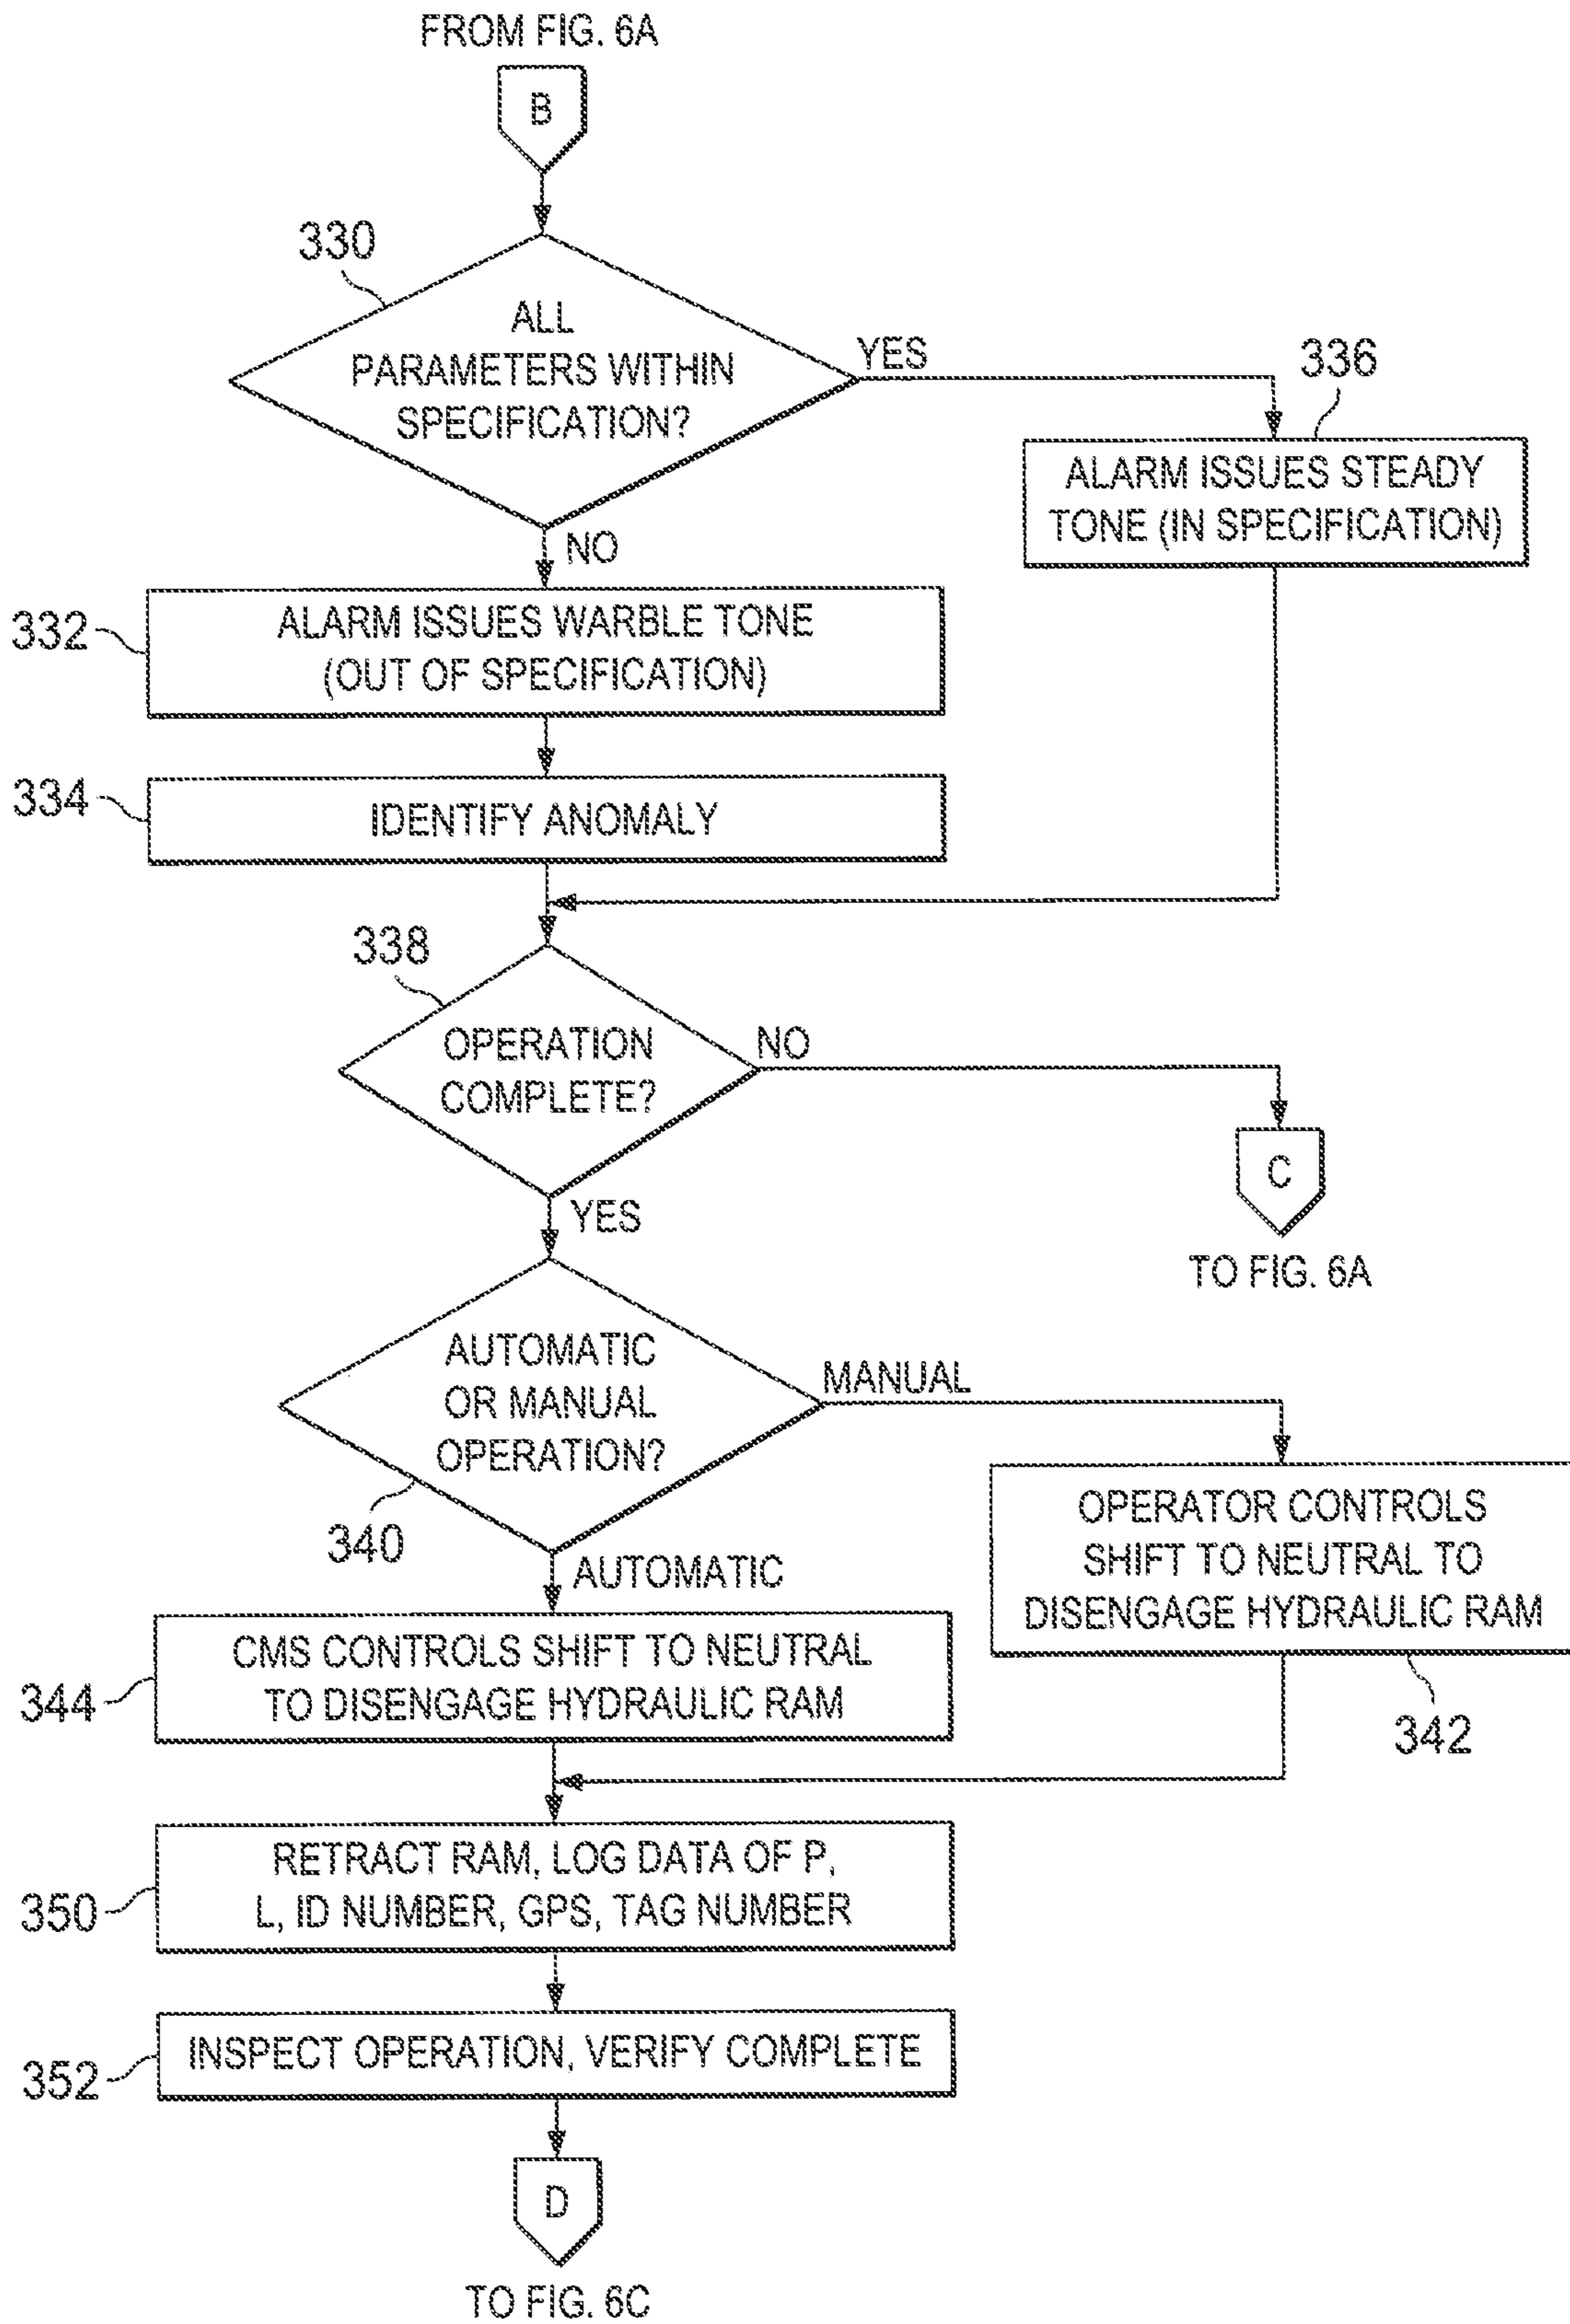 FROM FIG. 6A
B
330
ALL
PARAMETERS WITHIN
SPECIFICATION?
YES
336
ALARM ISSUES STEADY
TONE (IN SPECIFICATION)
NO
332
ALARM ISSUES WARBLE TONE
(OUT OF SPECIFICATION)
334
IDENTIFY ANOMALY
338
OPERATION
COMPLETE?
NO
C
TO FIG. 6A
YES
AUTOMATIC
OR MANUAL
OPERATION?
MANUAL
340
OPERATOR CONTROLS
SHIFT TO NEUTRAL TO
DISENGAGE HYDRAULIC RAM
342
AUTOMATIC
344
CMS CONTROLS SHIFT TO NEUTRAL
TO DISENGAGE HYDRAULIC RAM
350
RETRACT RAM, LOG DATA OF P,
L, ID NUMBER, GPS, TAG NUMBER
352
INSPECT OPERATION, VERIFY COMPLETE
D
TO FIG. 6C